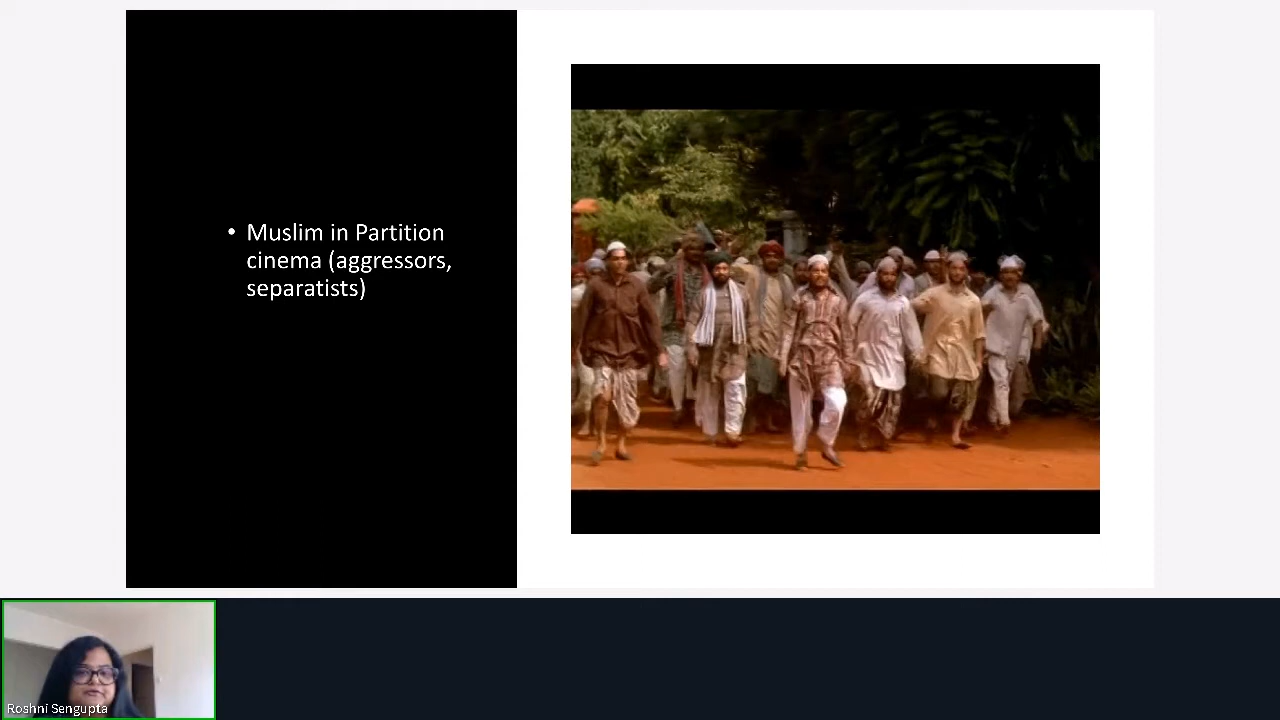 • Muslim in Partition
cinema (aggressors,
separatists)
Roshni Sengupta